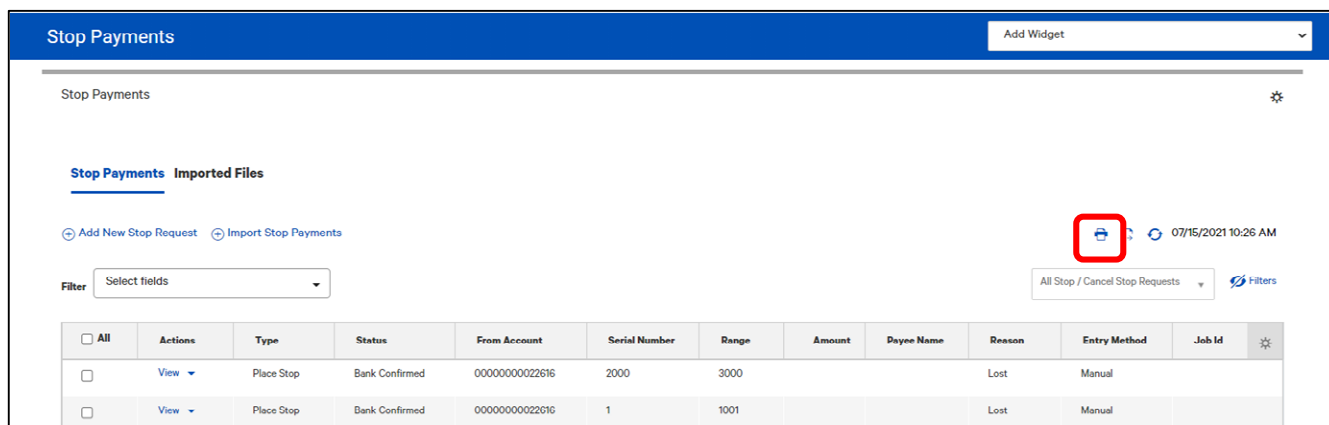 Stop Payments Add Widget
Stop Payments
Stop Payments Imported Files
Add New Stop Request Import Stop Payments 07/15/2021 10:26 AM
Filter Select fields All Stop / Cancel Stop Requests Filters
All Actions Type Status From Account Serial Number Range Amount Payee Name Reason Entry Method Job Id
View Place Stop Bank Confirmed 00000000022616 2000 3000 Lost Manual
View Place Stop Bank Confirmed 00000000022616 1 1001 Lost Manual